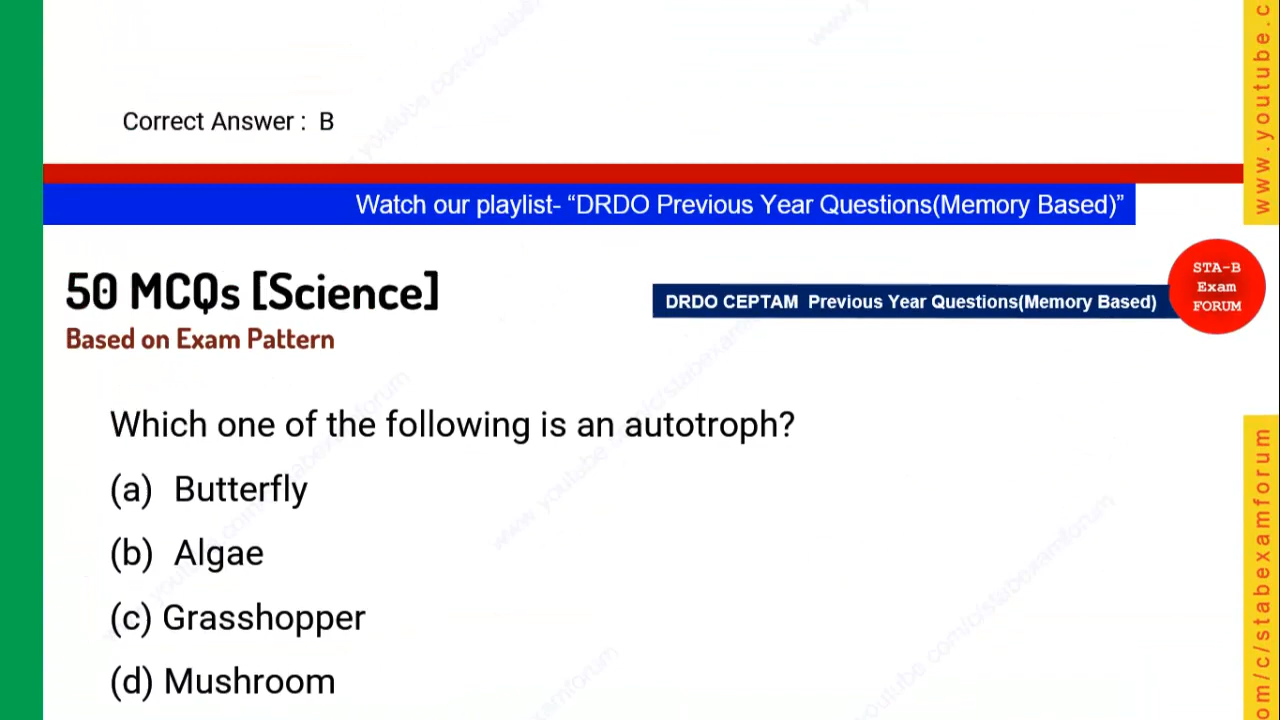 Correct Answer :  B
Watch our playlist- “DRDO Previous Year Questions(Memory Based)”
50 MCQs [Science]
Based on Exam Pattern
DRDO CEPTAM  Previous Year Questions(Memory Based)
STA-B
Exam
FORUM
Which one of the following is an autotroph?
(a)  Butterfly
(b)  Algae
(c) Grasshopper
(d) Mushroom
www.youtube.c
om/c/stabexamforum